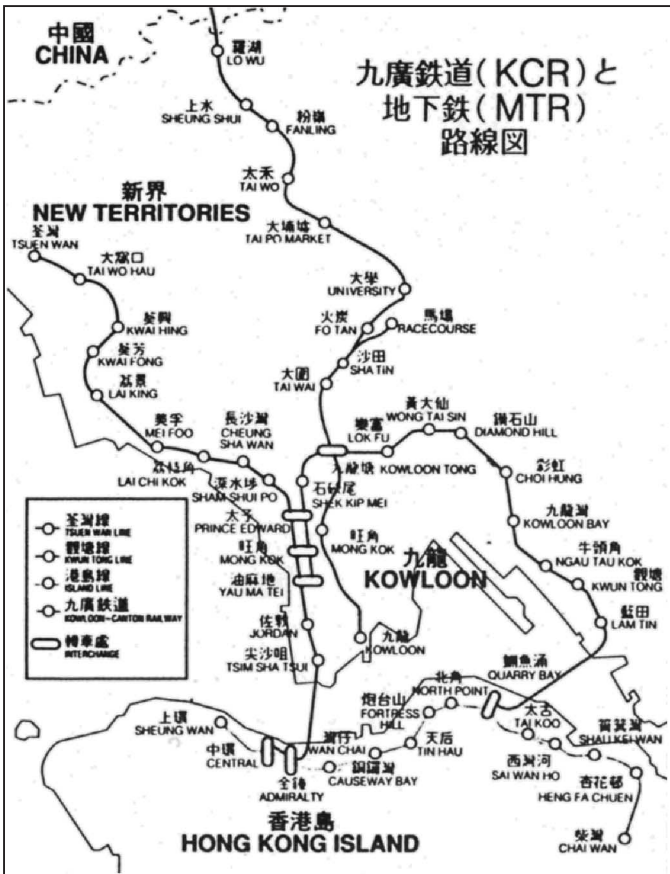 中國
CHINA
羅湖
LO WU
九廣鉄道(KCR)と
地下鉄(MTR)
路線図
上水
SHEUNG SHUI
粉嶺
FANLING
太和
TAI WO
新界
NEW TERRITORIES
大埔墟
TAI PO MARKET
荃灣
TSUEN WAN
大窩口
TAI WO HAU
大學
UNIVERSITY
葵興
KWAI HING
火炭
FO TAN
馬場
RACECOURSE
葵芳
KWAI FONG
沙田
SHA TIN
大圍
TAI WAI
荔景
LAI KING
美孚
MEI FOO
長沙灣
CHEUNG
SHA WAN
樂富
LOK FU
黃大仙
WONG TAI SIN
鑽石山
DIAMOND HILL
荔枝角
LAI CHI KOK
深水埗
SHAM SHUI PO
九龍塘 KOWLOON TONG
石硤尾
SHEK KIP MEI
彩虹
CHOI HUNG
太子
PRINCE EDWARD
九龍灣
KOWLOON BAY
旺角
MONG KOK
旺角
MONG KOK
九龍
KOWLOON
牛頭角
NGAU TAU KOK
油麻地
YAU MA TEI
觀塘
KWUN TONG
佐敦
JORDAN
九龍
KOWLOON
藍田
LAM TIN
尖沙咀
TSIM SHA TSUI
荃灣線
TSUEN WAN LINE
觀塘線
KWUN TONG LINE
港島線
ISLAND LINE
九廣鉄道
KOWLOON-CANTON RAILWAY
轉車處
INTERCHANGE
鰂魚涌
QUARRY BAY
北角
NORTH POINT
炮台山
FORTRESS
HILL
上環
SHEUNG WAN
灣仔
WAN CHAI
天后
TIN HAU
太古
TAI KOO
筲箕灣
SHAU KEI WAN
中環
CENTRAL
金鐘
ADMIRALTY
銅鑼灣
CAUSEWAY BAY
西灣河
SAI WAN HO
杏花邨
HENG FA CHUEN
香港島
HONG KONG ISLAND
柴灣
CHAI WAN